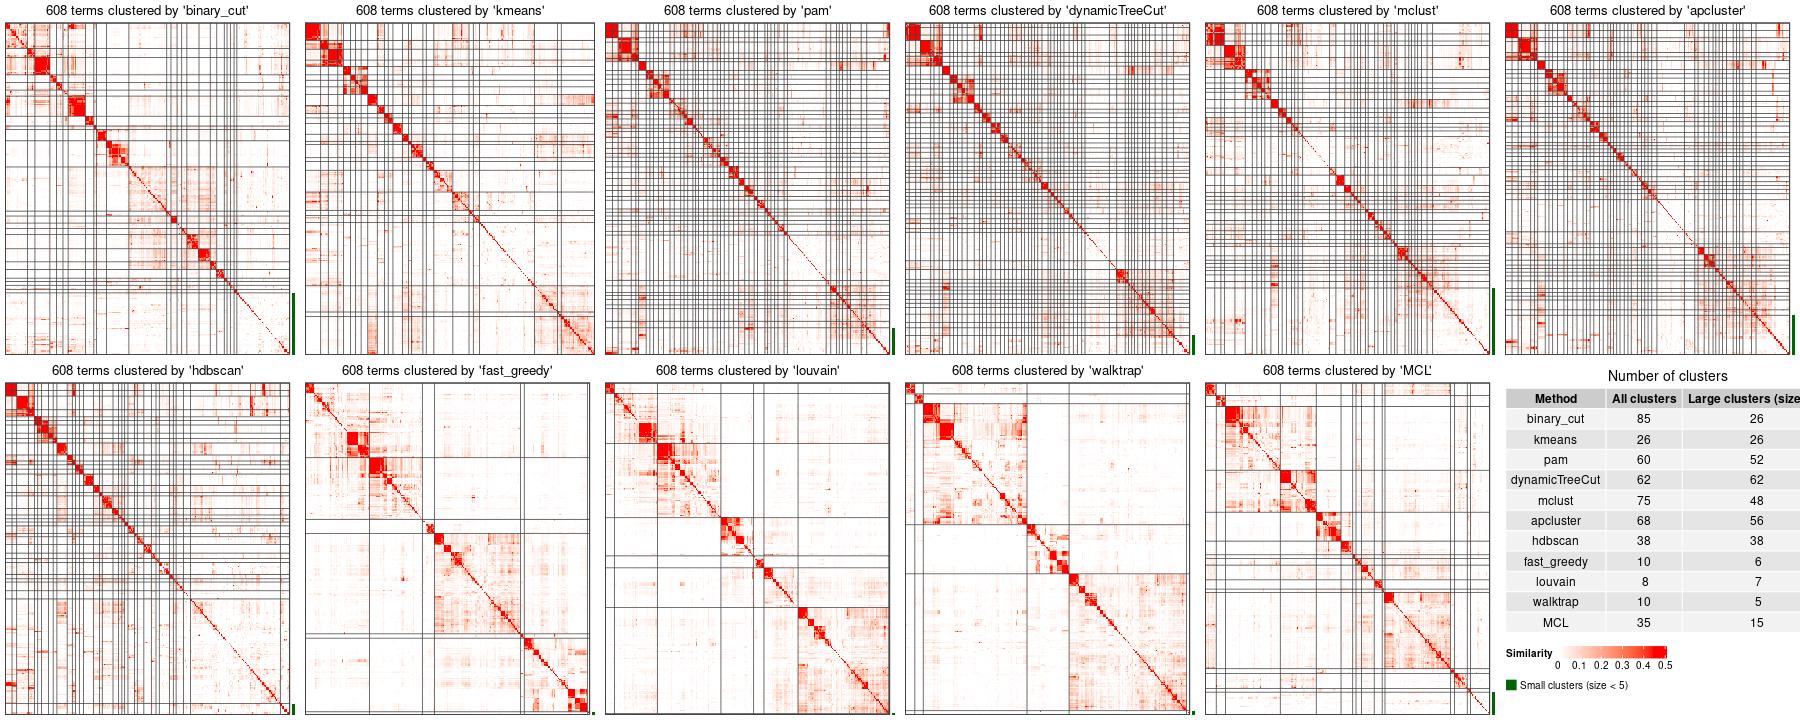 608 terms clustered by 'binary_cut'
608 terms clustered by 'kmeans'
608 terms clustered by 'pam'
608 terms clustered by 'dynamicTreeCut'
608 terms clustered by 'mclust'
608 terms clustered by 'apcluster'
608 terms clustered by 'hdbscan'
608 terms clustered by 'fast_greedy'
608 terms clustered by 'louvain'
608 terms clustered by 'walktrap'
608 terms clustered by 'MCL'
Number of clusters
Method All clusters Large clusters (size
binary_cut 85 26
kmeans 26 26
pam 60 52
dynamicTreeCut 62 62
mclust 75 48
apcluster 68 56
hdbscan 38 38
fast_greedy 10 6
louvain 8 7
walktrap 10 5
MCL 35 15
Similarity
0 0.1 0.2 0.3 0.4 0.5
Small clusters (size < 5)